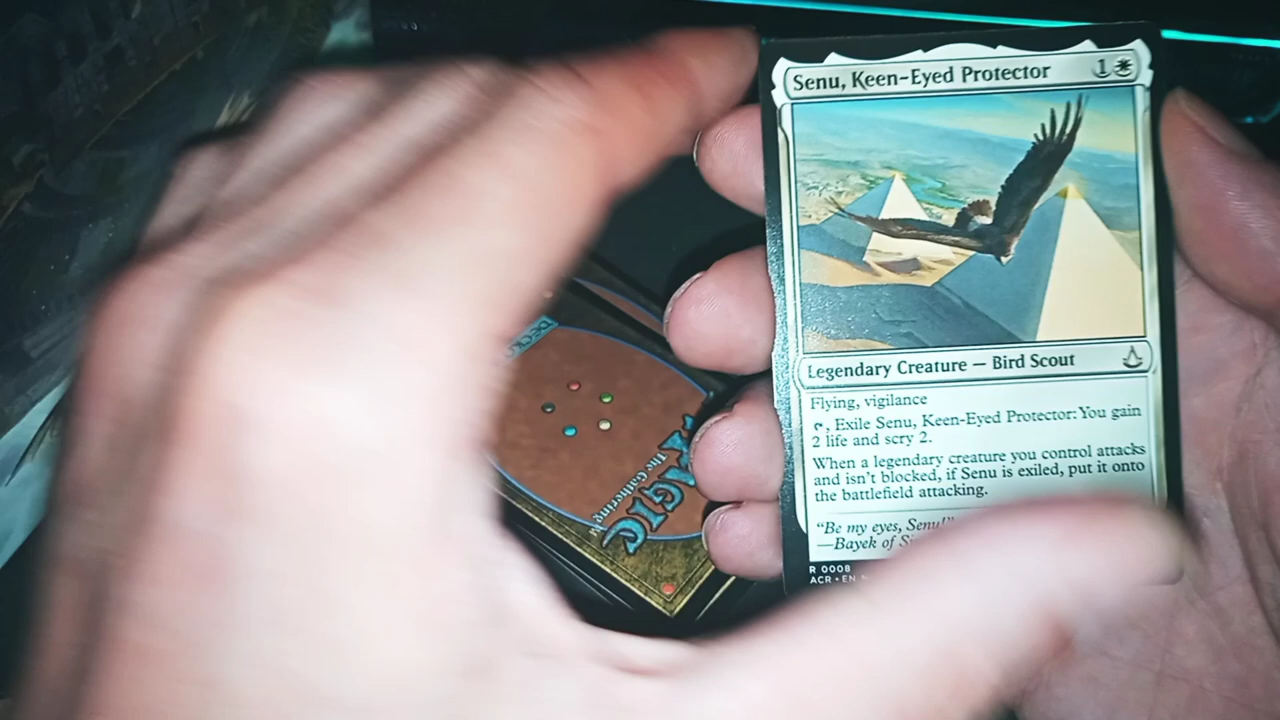 Senu, Keen-Eyed Protector 1
Legendary Creature — Bird Scout
Flying, vigilance
, Exile Senu, Keen-Eyed Protector: You gain
2 life and scry 2.
When a legendary creature you control attacks
and isn't blocked, if Senu is exiled, put it onto
the battlefield attacking.
"Be my eyes, Senu!"
—Bayek of
R 0008
ACR • EN
MAGIC
The Gathering
DECK